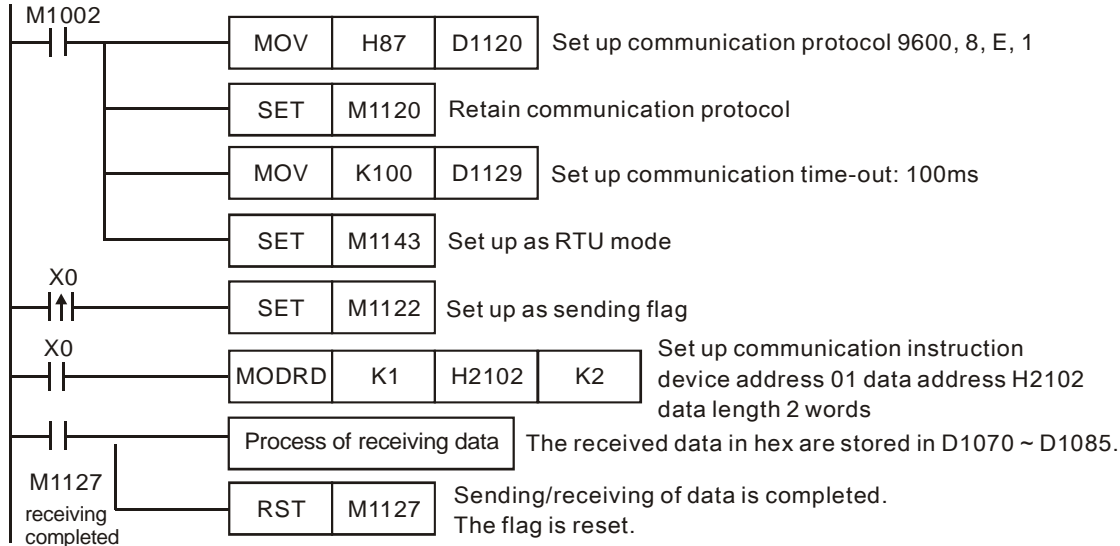 M1002
MOV H87 D1120 Set up communication protocol 9600, 8, E, 1
SET M1120 Retain communication protocol
MOV K100 D1129 Set up communication time-out: 100ms
SET M1143 Set up as RTU mode
X0
SET M1122 Set up as sending flag
X0
MODRD K1 H2102 K2
Set up communication instruction
device address 01 data address H2102
data length 2 words
Process of receiving data The received data in hex are stored in D1070 ~ D1085.
M1127
receiving
completed
RST M1127
Sending/receiving of data is completed.
The flag is reset.